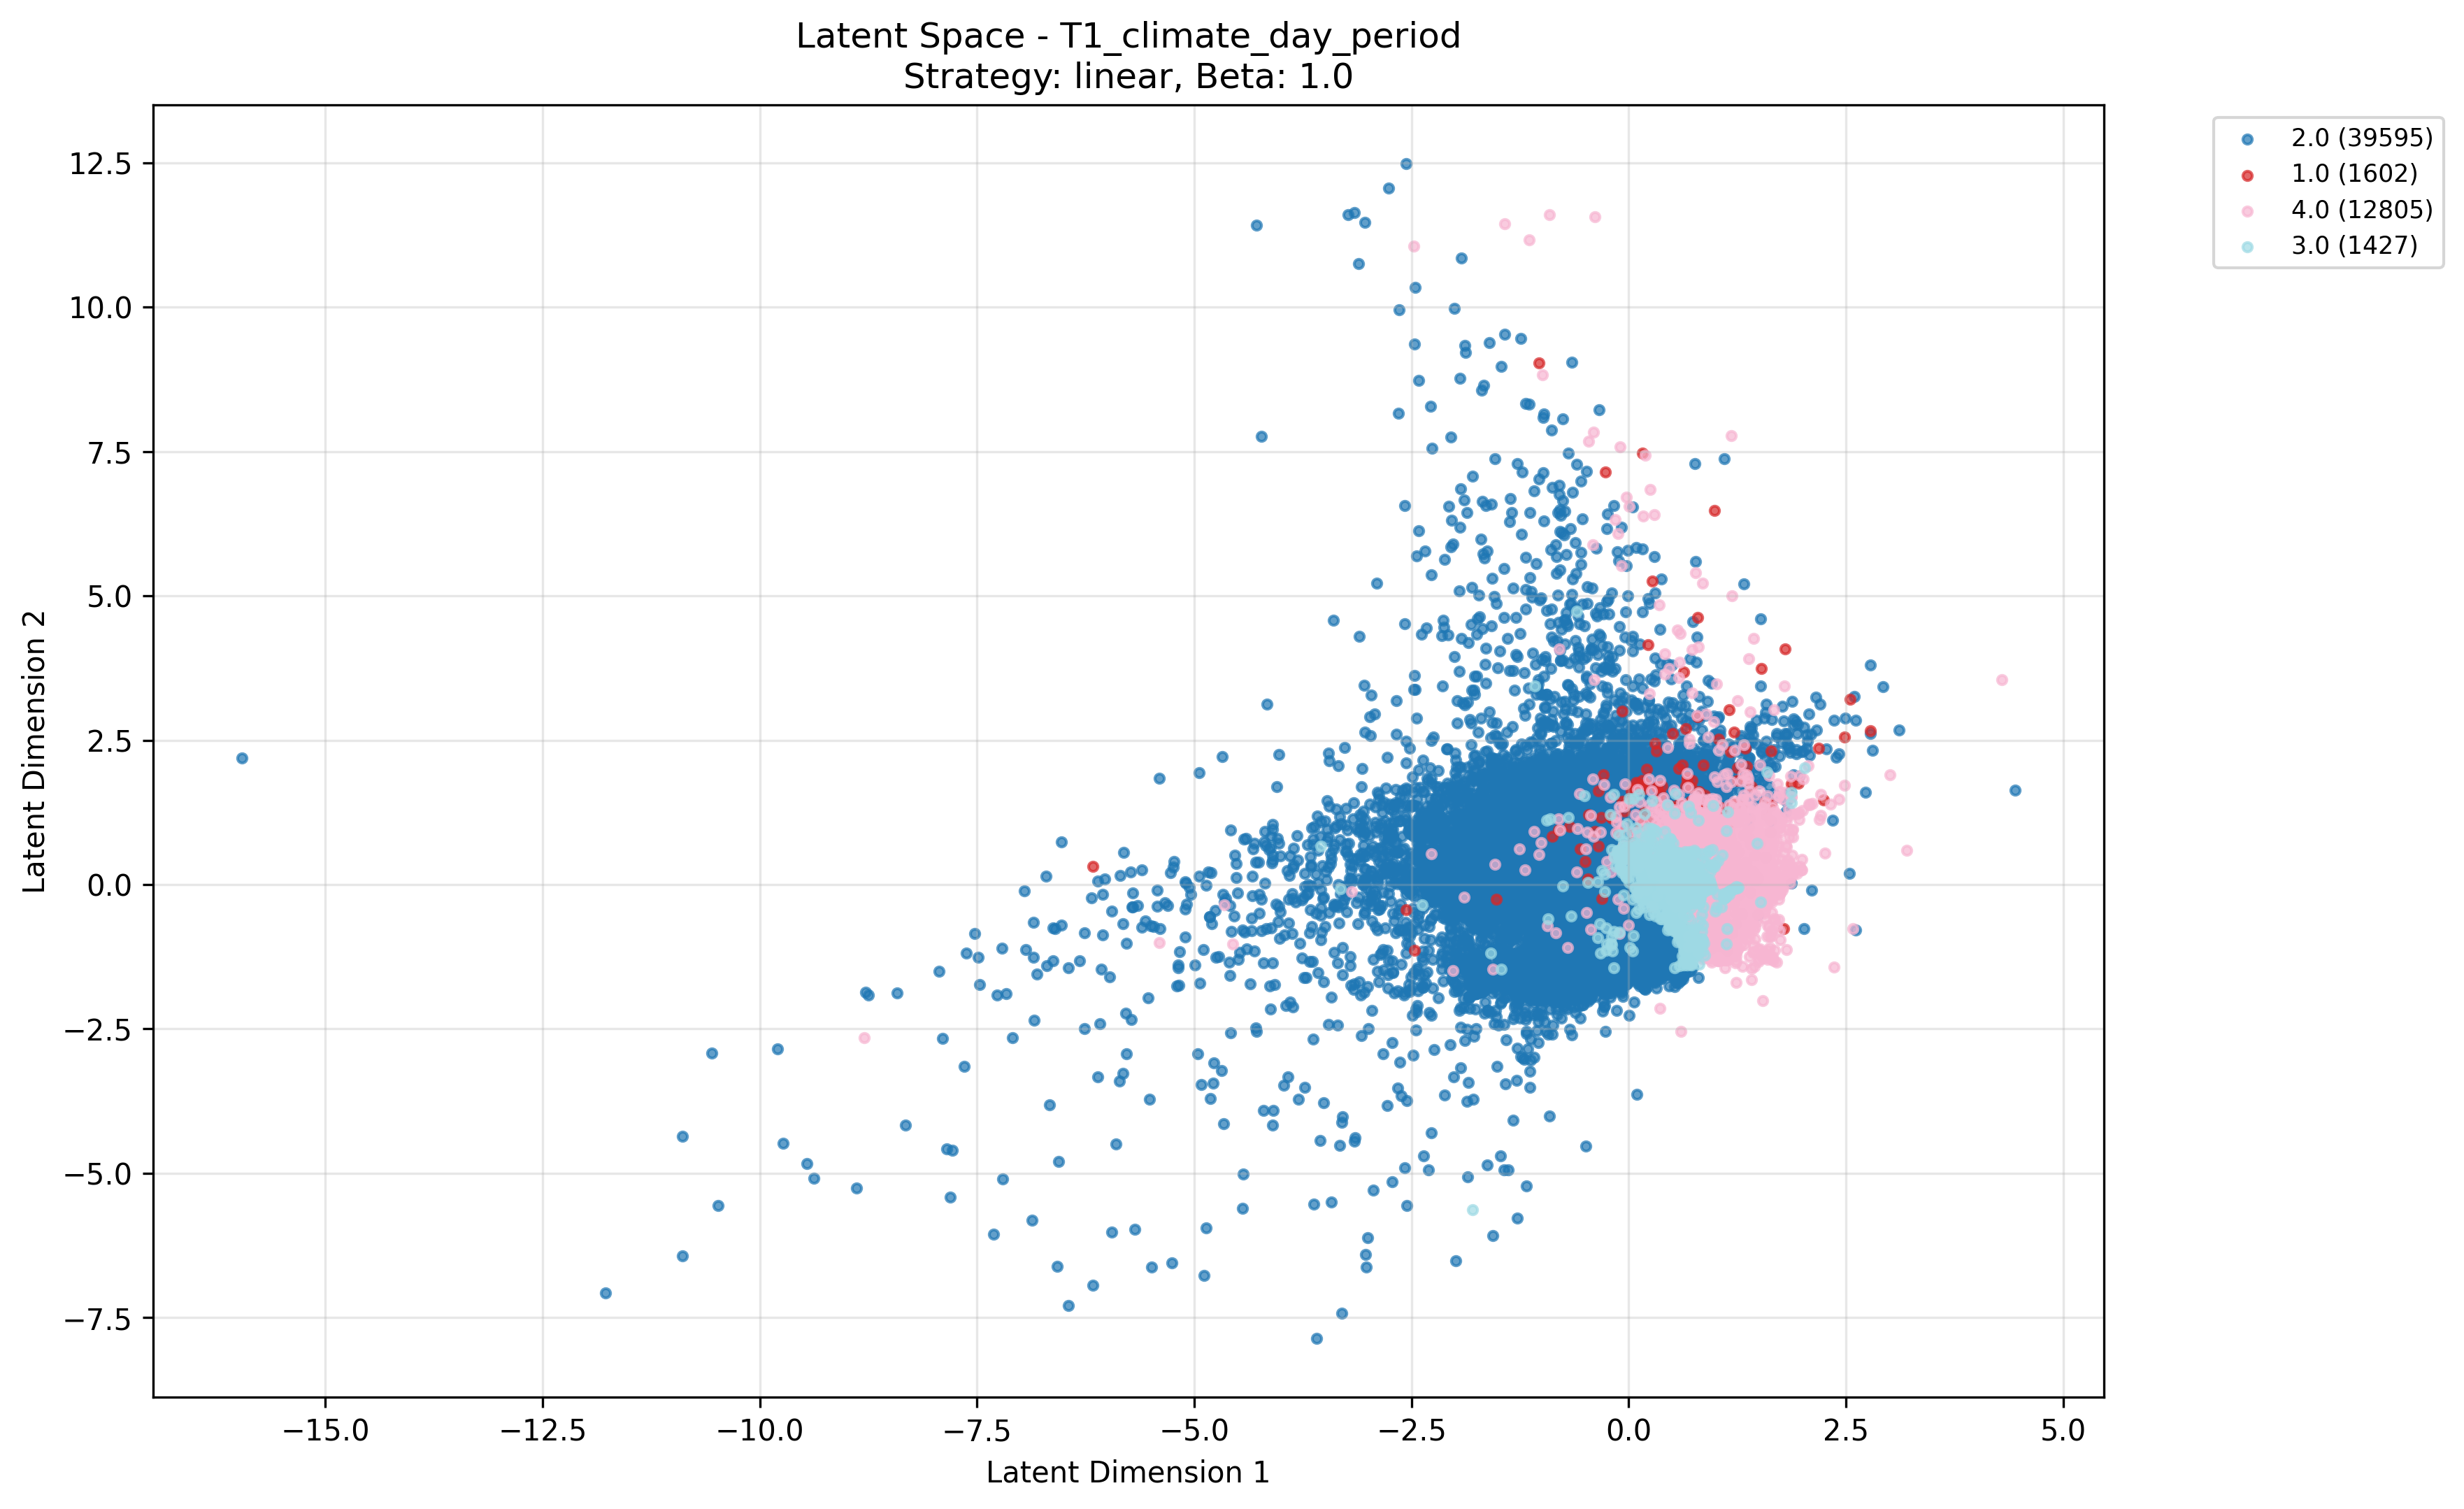 Latent Space - T1_climate_day_period
Strategy: linear, Beta: 1.0
2.0 (39595)
1.0 (1602)
4.0 (12805)
3.0 (1427)
12.5
10.0
7.5
5.0
2.5
0.0
−2.5
−5.0
−7.5
Latent Dimension 2
−15.0 −12.5 −10.0 −7.5 −5.0 −2.5 0.0 2.5 5.0
Latent Dimension 1